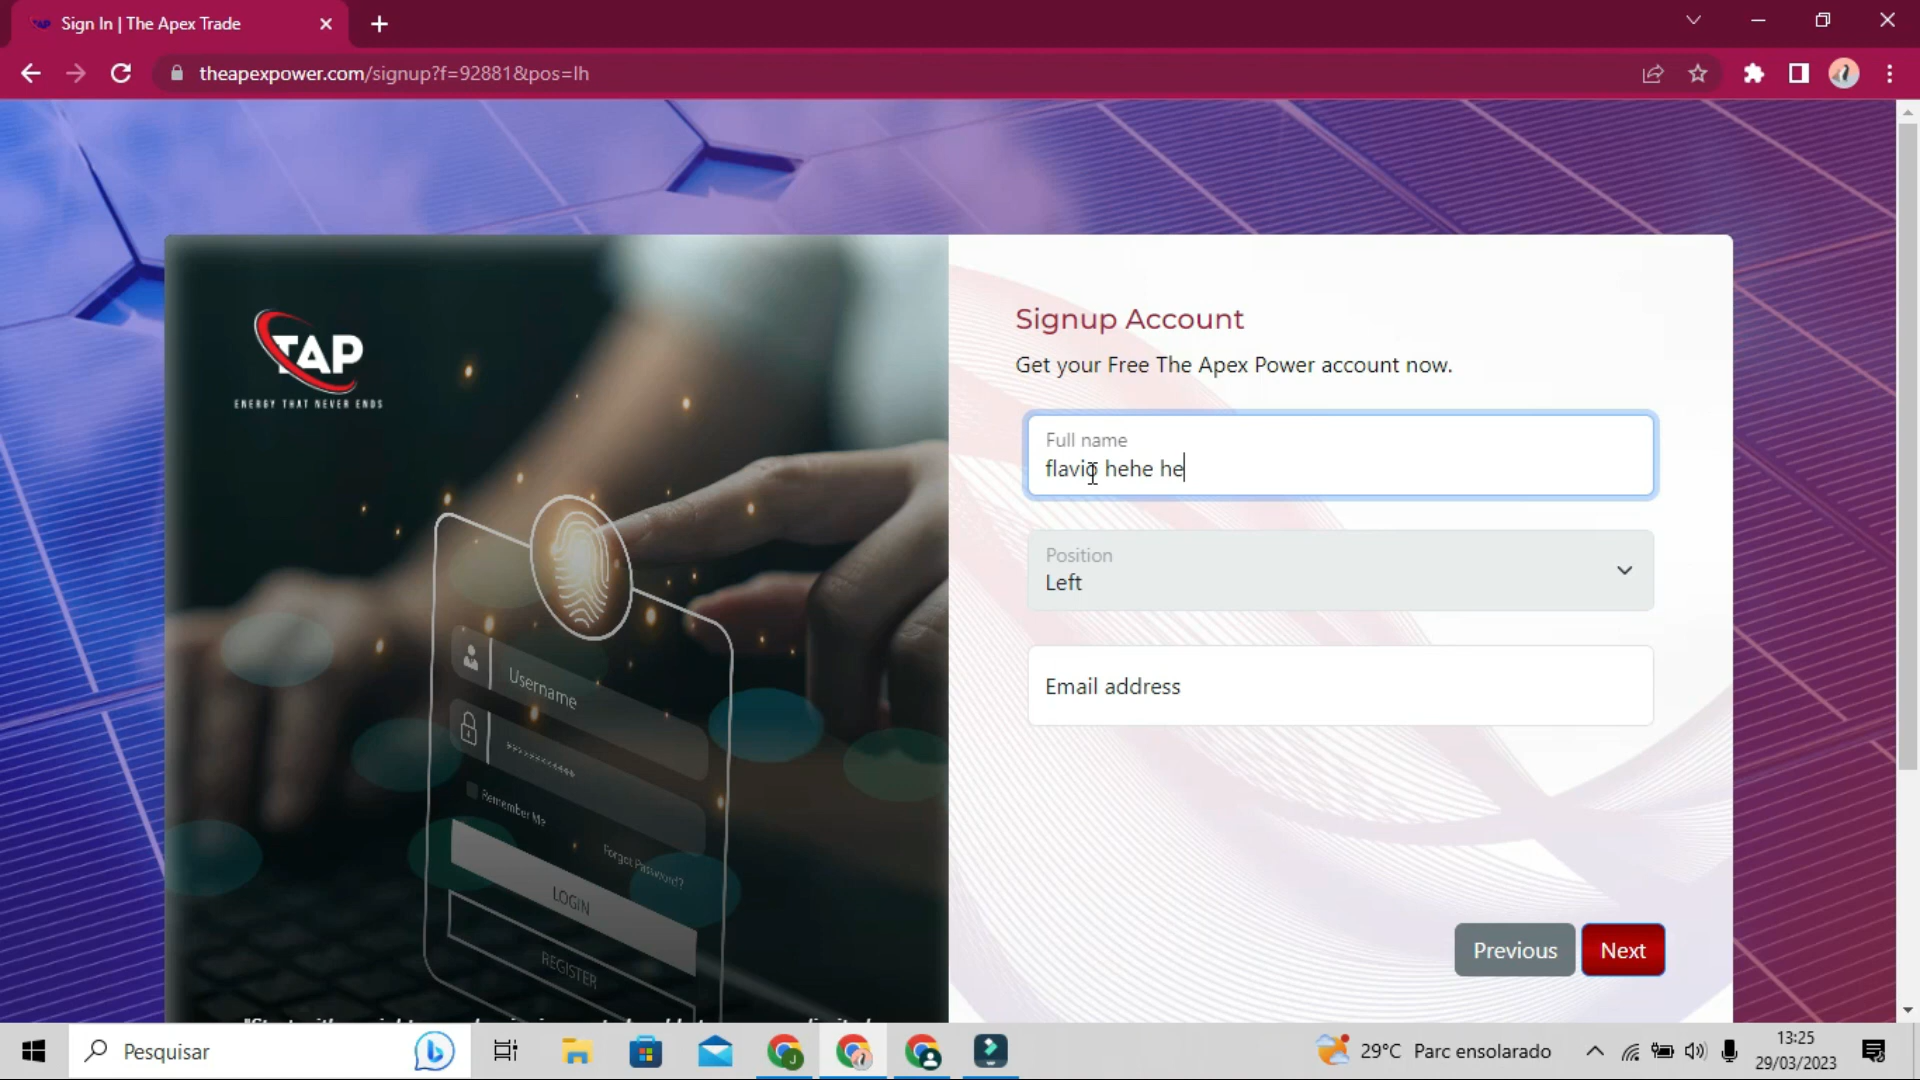 Sign In | The Apex Trade
theapexpower.com/signup?f=92881&pos=lh
TAP
ENERGY THAT NEVER ENDS
Username
Remember Me
Forgot Password?
LOGIN
REGISTER
Signup Account
Get your Free The Apex Power account now.
Full name
flavio hehe he
Position
Left
Email address
Previous
Next
Pesquisar
29°C Parc ensolarado
13:25
29/03/2023